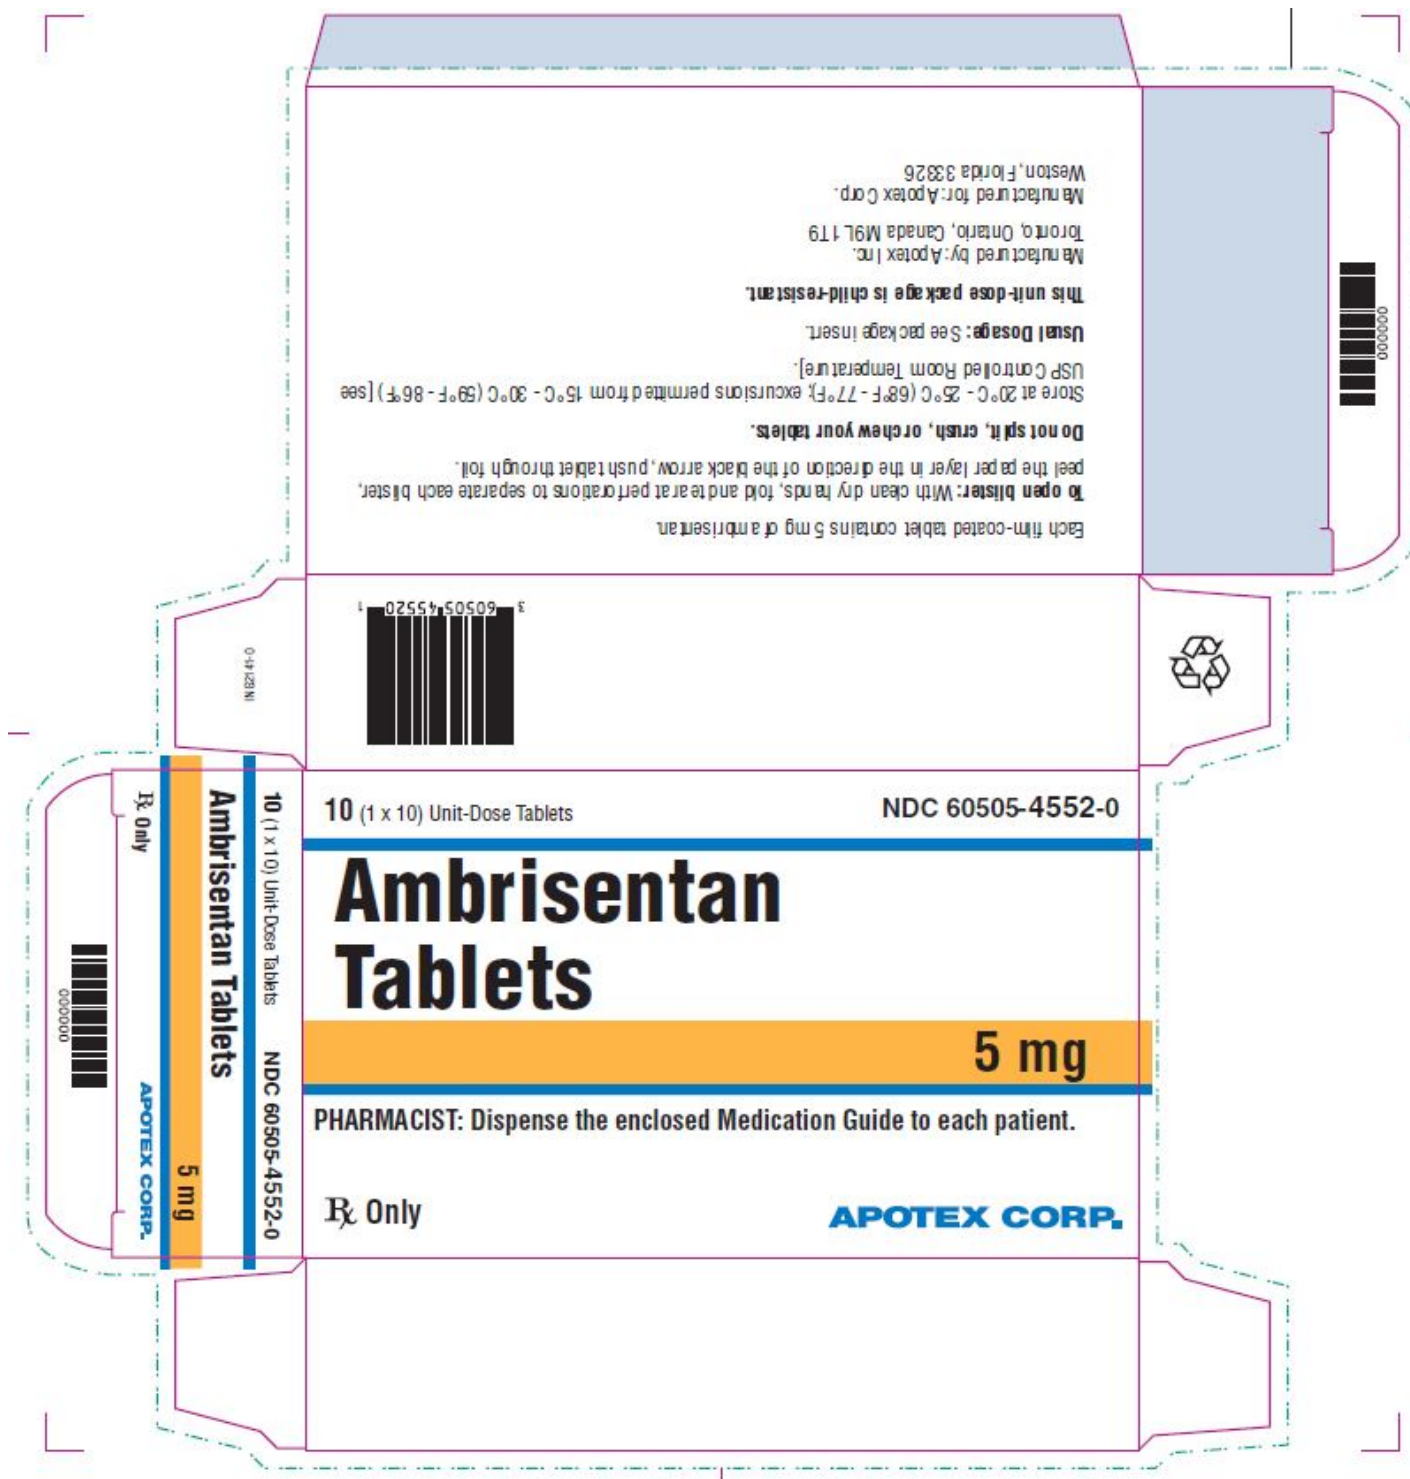 Each film-coated tablet contains 5 mg of ambrisentan.
To open blister: With clean dry hands, fold and tear at perforations to separate each blister,
peel the paper layer in the direction of the black arrow, push tablet through foil.
Do not split, crush, or chew your tablets.
Store at 20°C - 25°C (68°F - 77°F); excursions permitted from 15°C - 30°C (59°F - 86°F) [see
USP Controlled Room Temperature].
Usual Dosage: See package insert.
This unit-dose package is child-resistant.
Manufactured by: Apotex Inc.
Toronto, Ontario, Canada M9L 1T9
Manufactured for: Apotex Corp.
Weston, Florida 33326
000000
3 60505 45520 1
10 (1 x 10) Unit-Dose Tablets NDC 60505-4552-0
Ambrisentan
Tablets
5 mg
PHARMACIST: Dispense the enclosed Medication Guide to each patient.
Rx Only APOTEX CORP.
10 (1 x 10) Unit-Dose Tablets NDC 60505-4552-0
Ambrisentan Tablets
5 mg
Rx Only APOTEX CORP.
000000